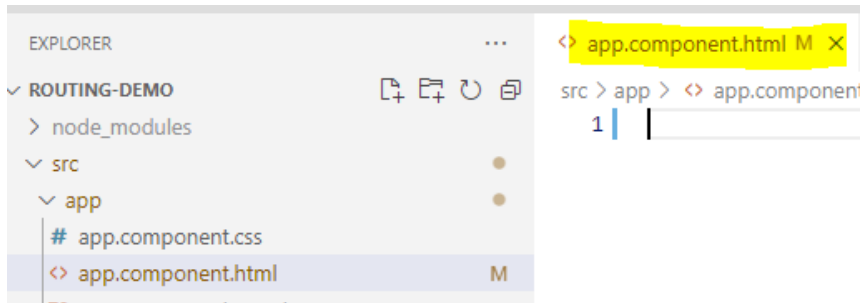 EXPLORER ...
ROUTING-DEMO
node_modules
src
app
# app.component.css
<> app.component.html M
<> app.component.html M ×
src > app > <> app.component
1